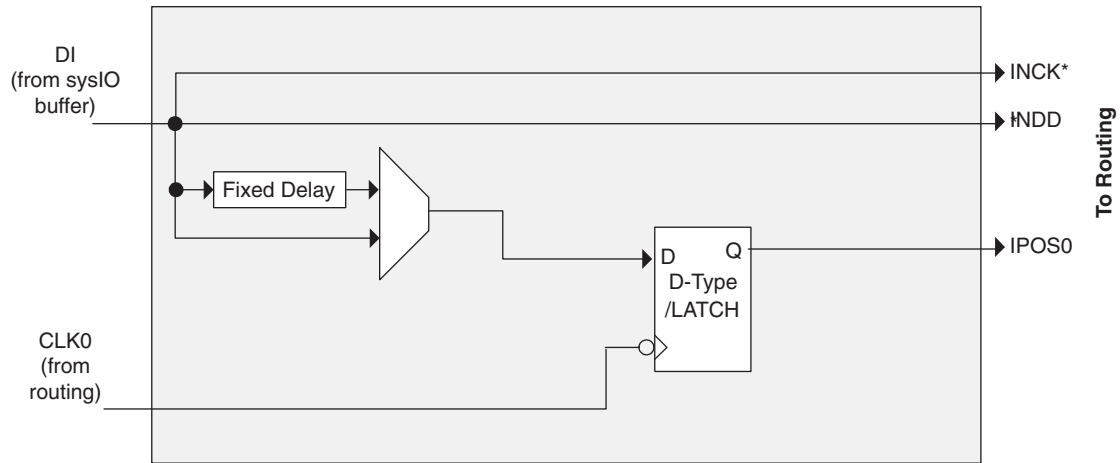 DI
(from sysIO
buffer)
INCK*
*INDD
To Routing
Fixed Delay
D Q
D-Type
/LATCH
IPOS0
CLK0
(from
routing)